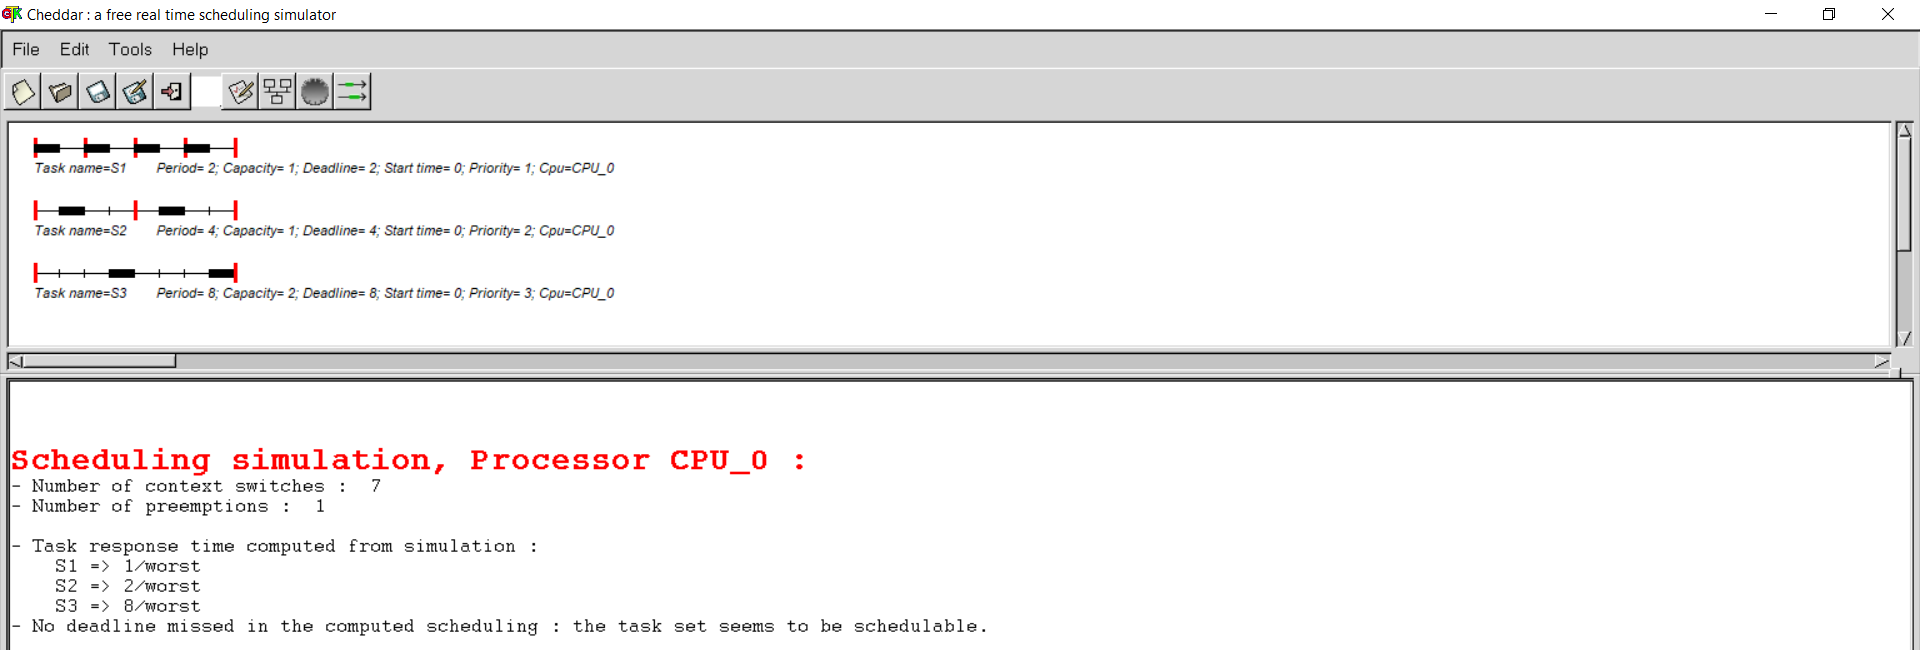 Cheddar : a free real time scheduling simulator
File Edit Tools Help
Task name=S1 Period= 2; Capacity= 1; Deadline= 2; Start time= 0; Priority= 1; Cpu=CPU_0
Task name=S2 Period= 4; Capacity= 1; Deadline= 4; Start time= 0; Priority= 2; Cpu=CPU_0
Task name=S3 Period= 8; Capacity= 2; Deadline= 8; Start time= 0; Priority= 3; Cpu=CPU_0
Scheduling simulation, Processor CPU_0 :
- Number of context switches : 7
- Number of preemptions : 1
- Task response time computed from simulation :
S1 => 1/worst
S2 => 2/worst
S3 => 8/worst
- No deadline missed in the computed scheduling : the task set seems to be schedulable.